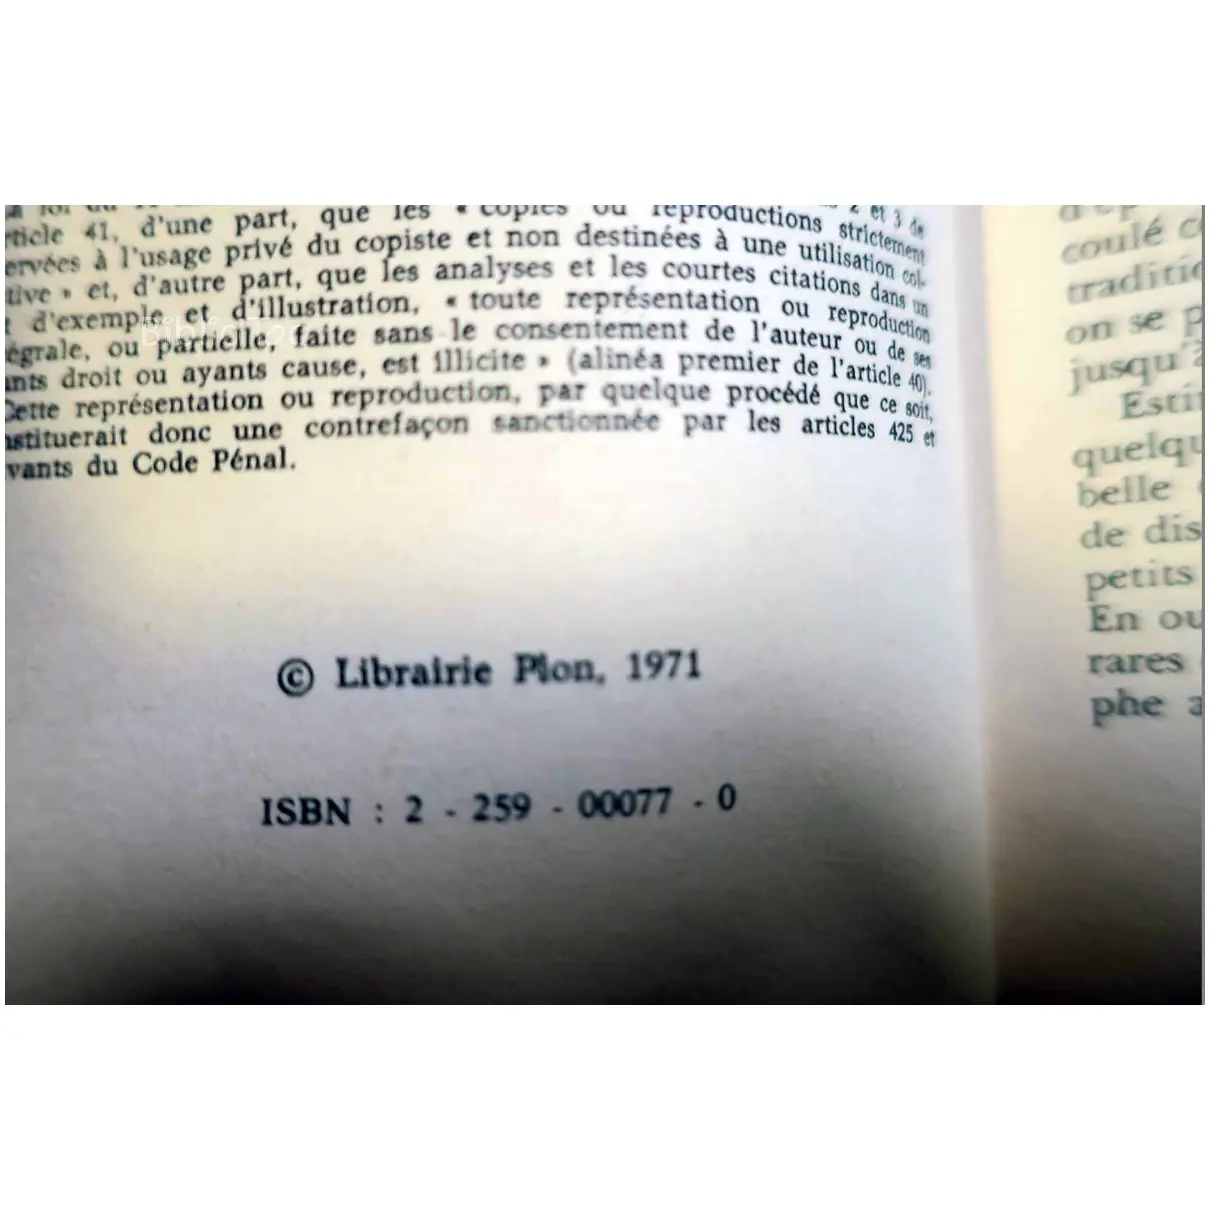 article 41, d'une part, que les « copies ou reproductions strictement
à l'usage privé du copiste et non destinées à une utilisation col-
tive » et, d'autre part, que les analyses et les courtes citations dans un
d'exemple et d'illustration, « toute représentation ou reproduction
égrale, ou partielle, faite sans le consentement de l'auteur ou de ses
ants droit ou ayants cause, est illicite » (alinéa premier de l'article 40).
Cette représentation ou reproduction, par quelque procédé que ce soit,
nstituerait donc une contrefaçon sanctionnée par les articles 425 et
vants du Code Pénal.
© Librairie Plon, 1971
ISBN : 2 - 259 - 00077 - 0
coulé
traditi
on se p
jusqu'à
Esti
quelqu
belle
de dis
petits
En ou
rares
phe a